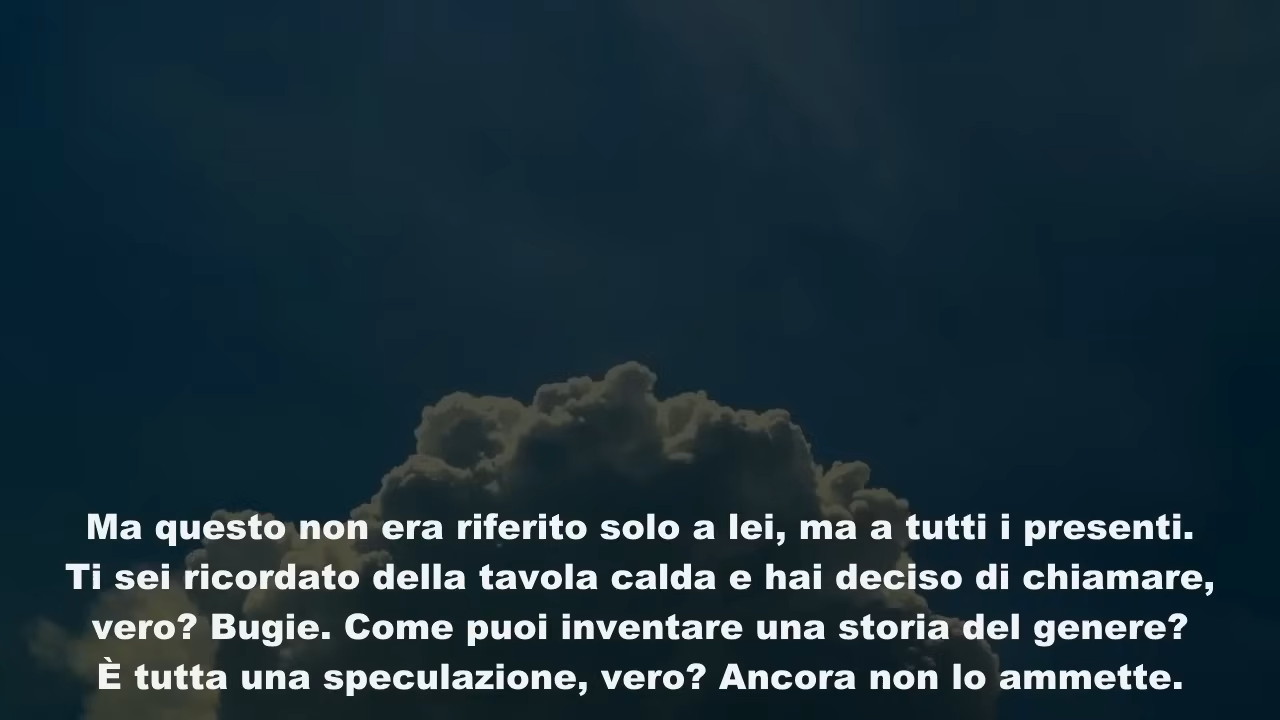 Ma questo non era riferito solo a lei, ma a tutti i presenti.
Ti sei ricordato della tavola calda e hai deciso di chiamare,
vero? Bugie. Come puoi inventare una storia del genere?
È tutta una speculazione, vero? Ancora non lo ammette.